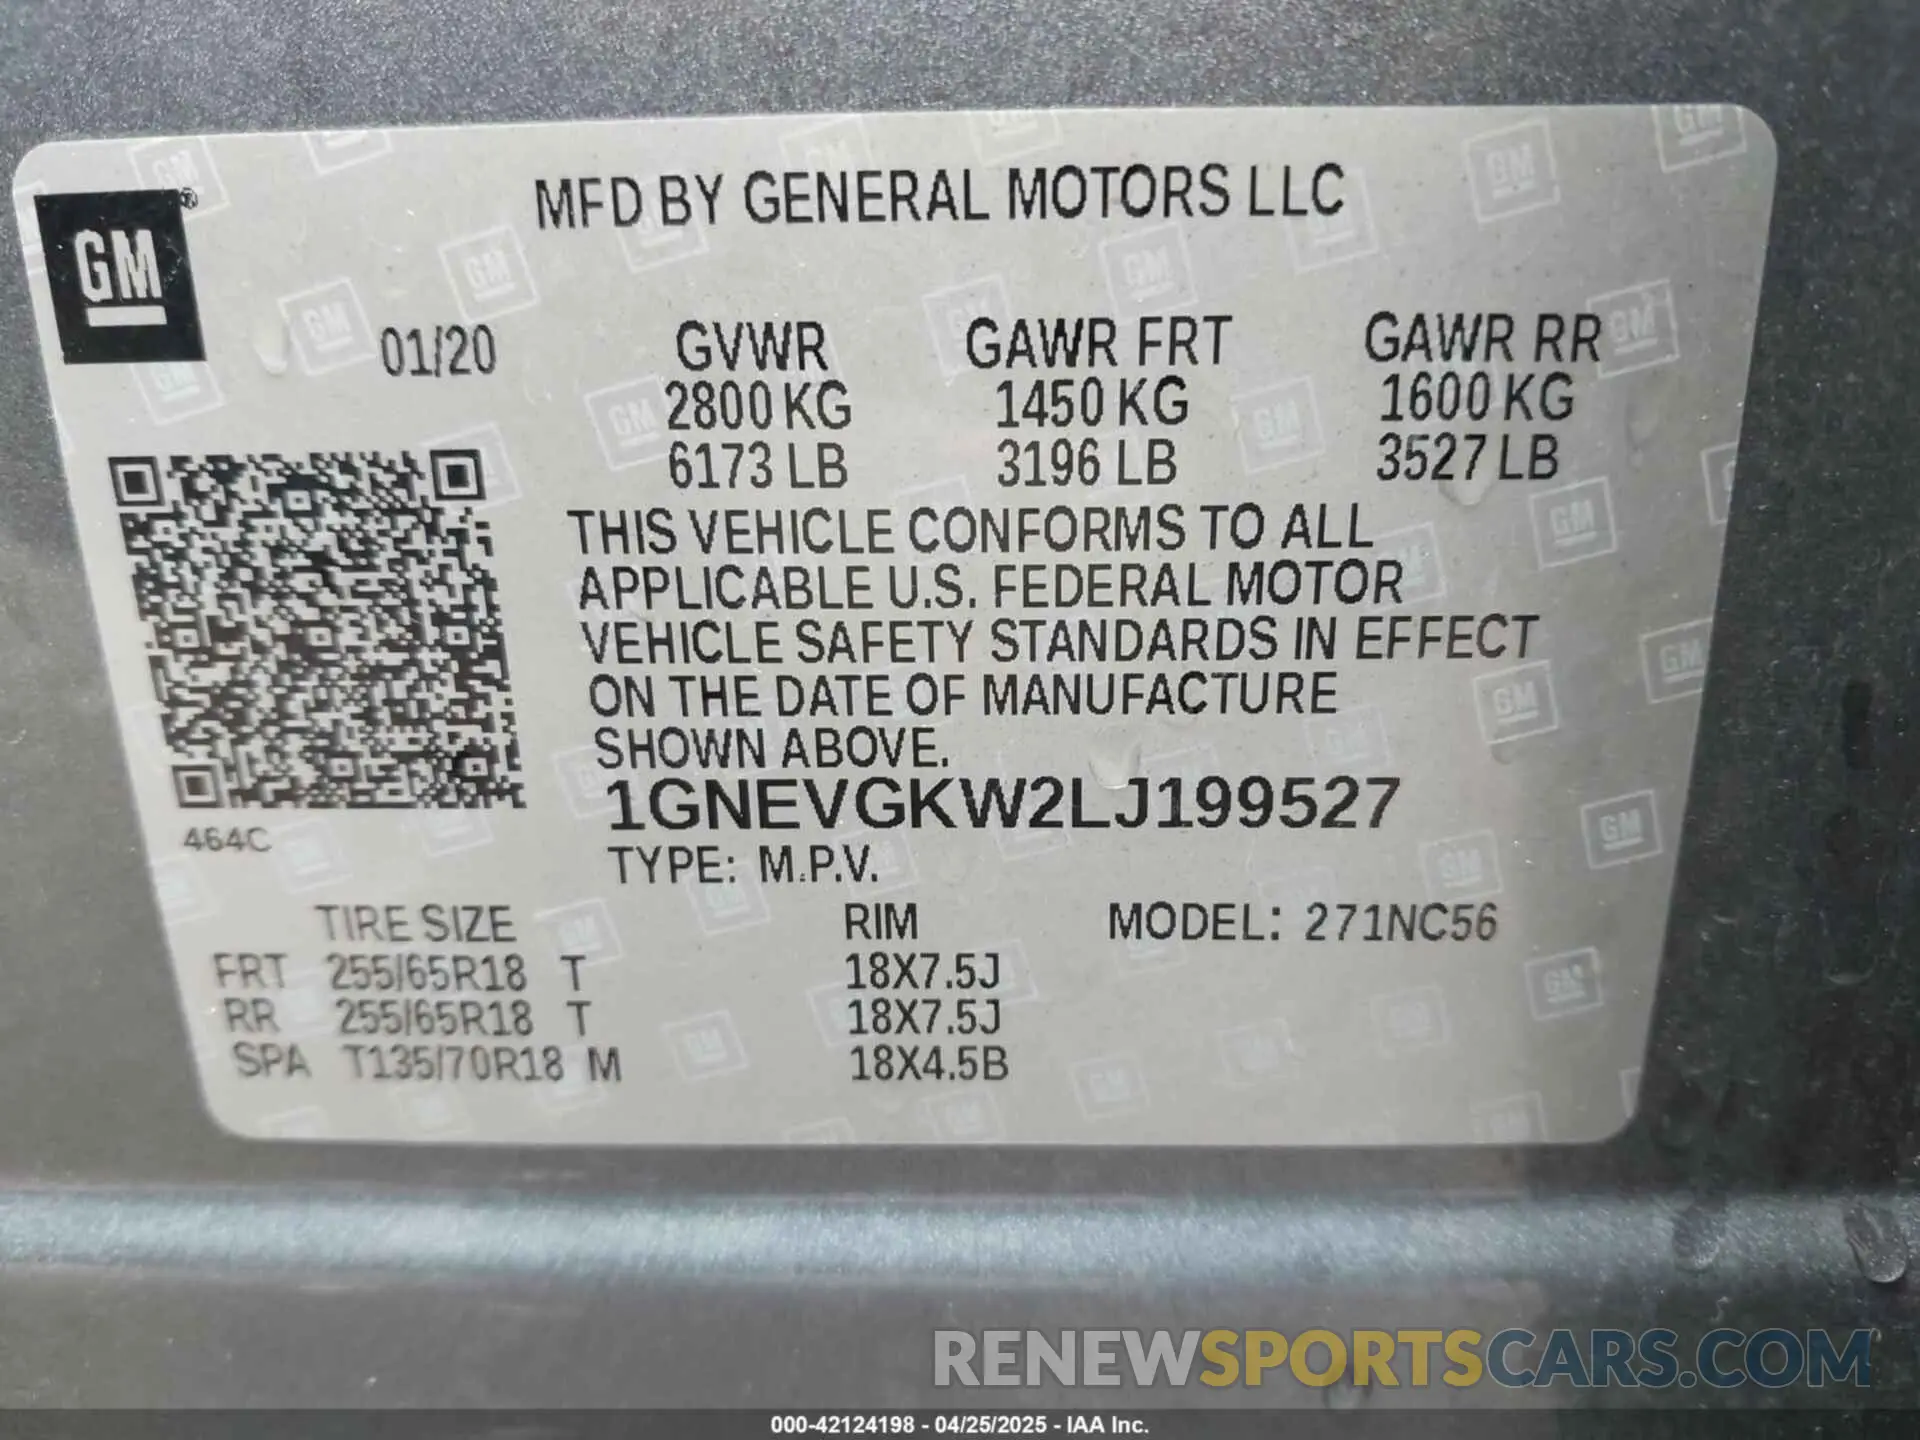 MFD BY GENERAL MOTORS LLC
GM®
01/20 GVWR GAWR FRT GAWR RR
2800 KG 1450 KG 1600 KG
6173 LB 3196 LB 3527 LB
THIS VEHICLE CONFORMS TO ALL
APPLICABLE U.S. FEDERAL MOTOR
VEHICLE SAFETY STANDARDS IN EFFECT
ON THE DATE OF MANUFACTURE
SHOWN ABOVE.
1GNEVGKW2LJ199527
464C
TYPE: M.P.V.
TIRE SIZE RIM MODEL: 271NC56
FRT 255/65R18 T 18X7.5J
RR 255/65R18 T 18X7.5J
SPA T135/70R18 M 18X4.5B
RENEWSPORTSCARS.COM
000-42124198 - 04/25/2025 - IAA Inc.